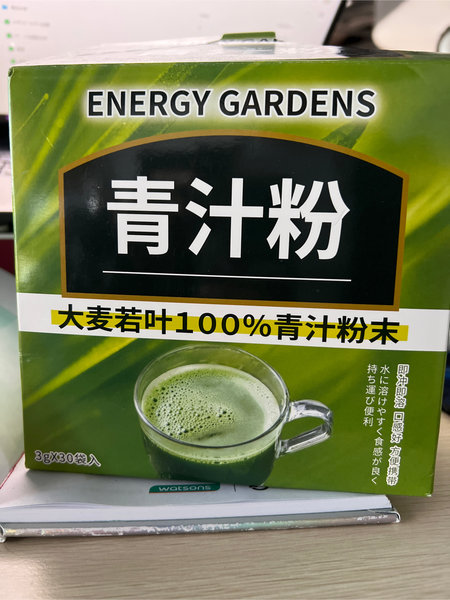 ENERGY GARDENS
青汁粉
大麦若叶100%青汁粉末
即冲即溶 口感好 方便携带
水に溶けやすく食感が良く
持ち運び便利
3gX30袋入
watsons